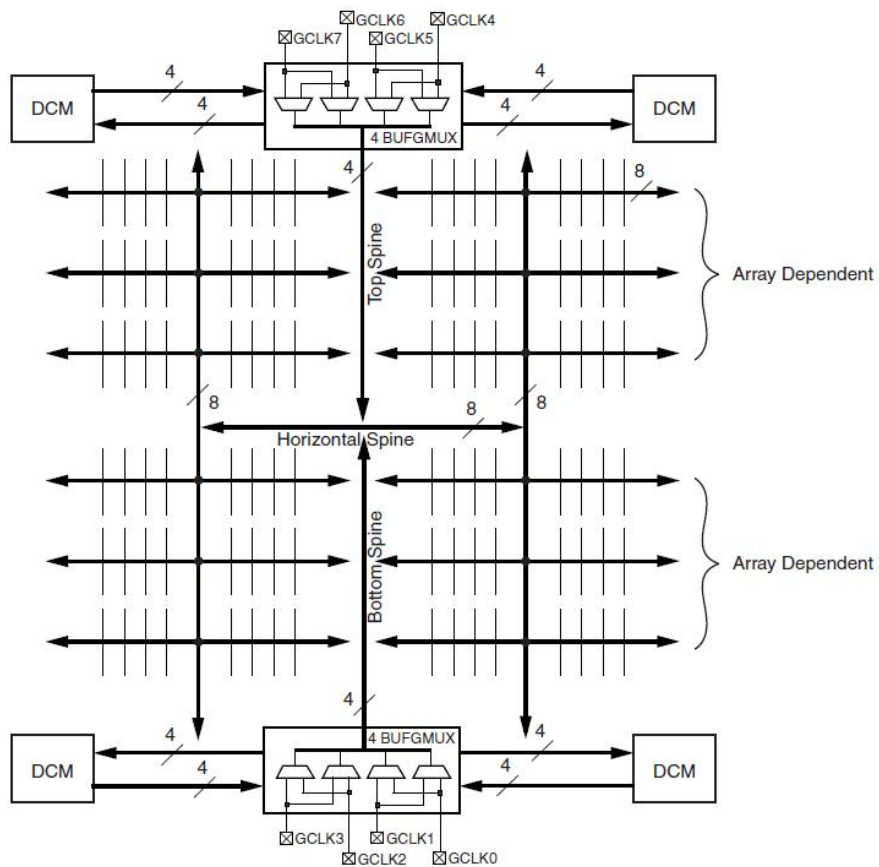 GCLK6
GCLK4
GCLK7
GCLK5
4
4
DCM
DCM
4
4
4 BUFGMUX
4
8
Top Spine
Array Dependent
8
8
8
Horizontal Spine
Bottom Spine
Array Dependent
4
4 BUFGMUX
4
4
DCM
DCM
4
4
GCLK3
GCLK1
GCLK2
GCLK0